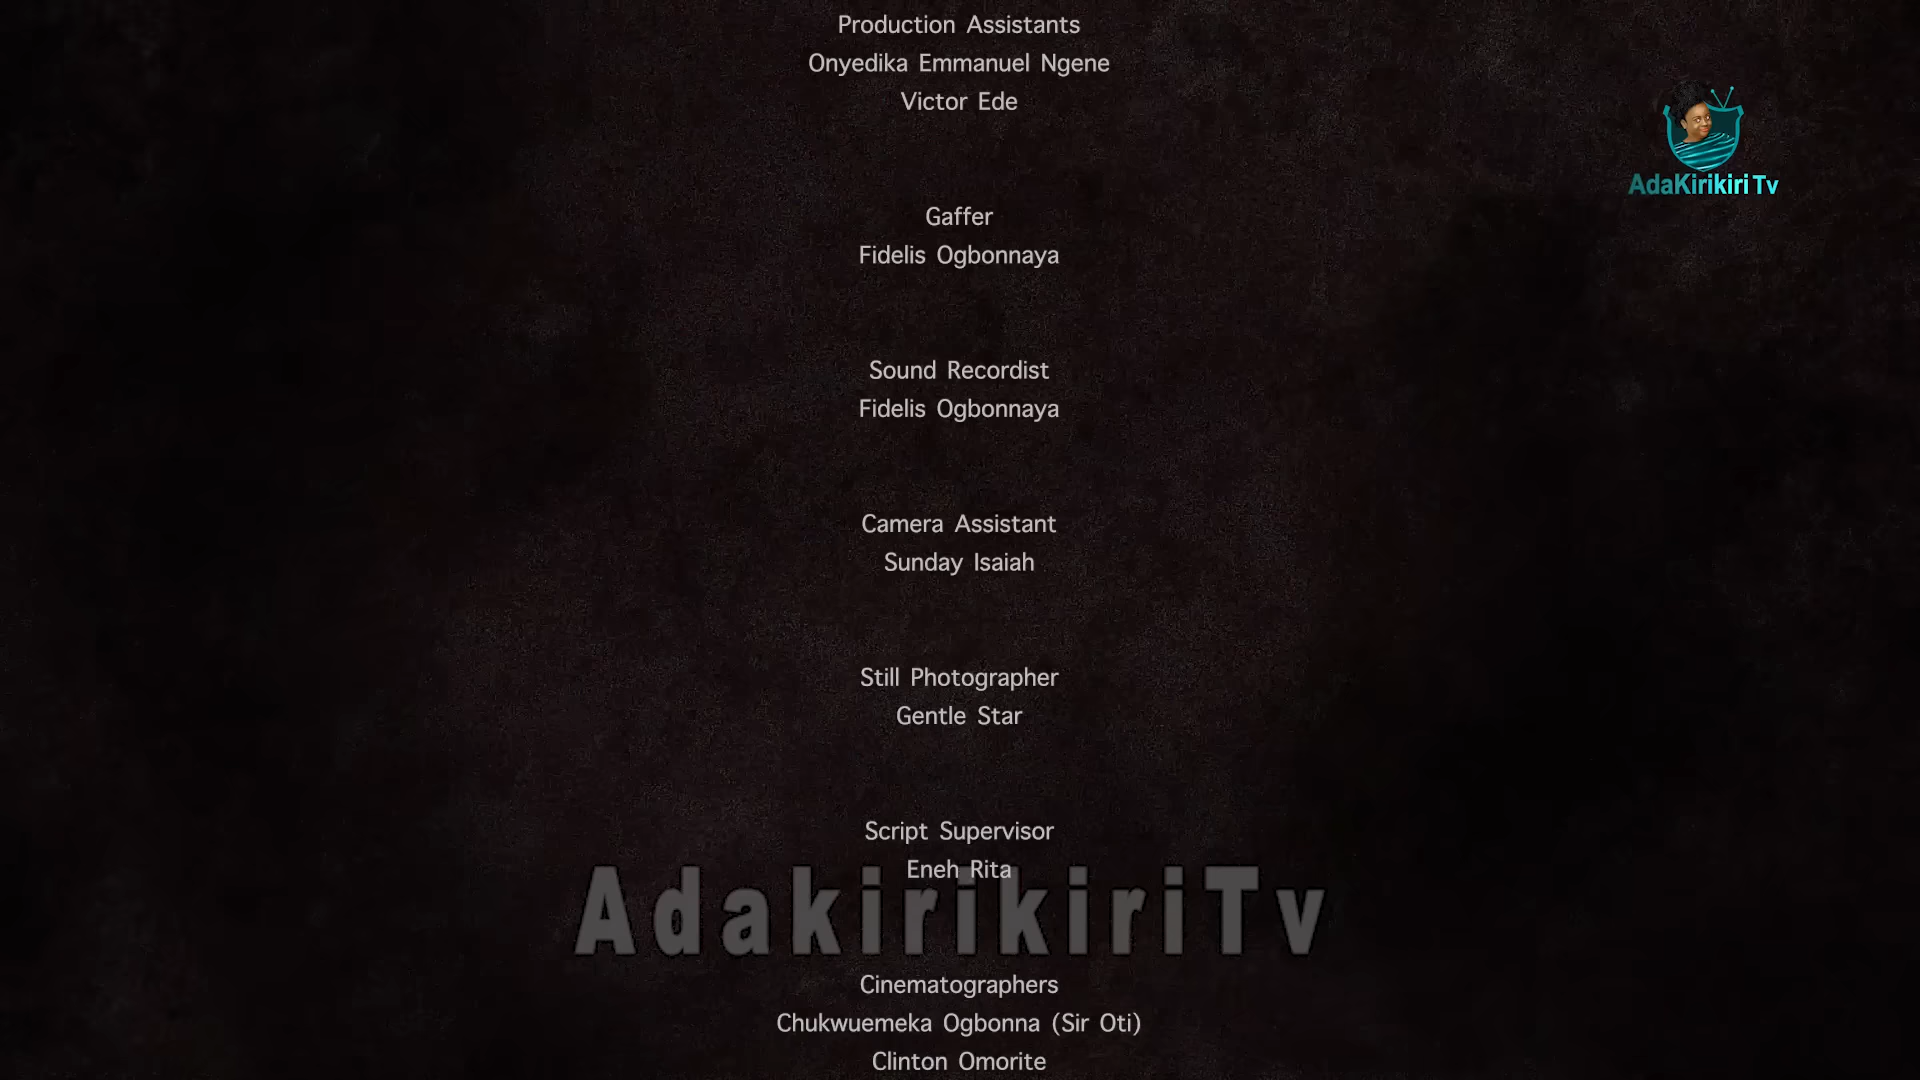 Production Assistants
Onyedika Emmanuel Ngene
Victor Ede
AdaKirikiri Tv
Gaffer
Fidelis Ogbonnaya
Sound Recordist
Fidelis Ogbonnaya
Camera Assistant
Sunday Isaiah
Still Photographer
Gentle Star
Script Supervisor
Eneh Rita
AdakirikiriTv
Cinematographers
Chukwuemeka Ogbonna (Sir Oti)
Clinton Omorite